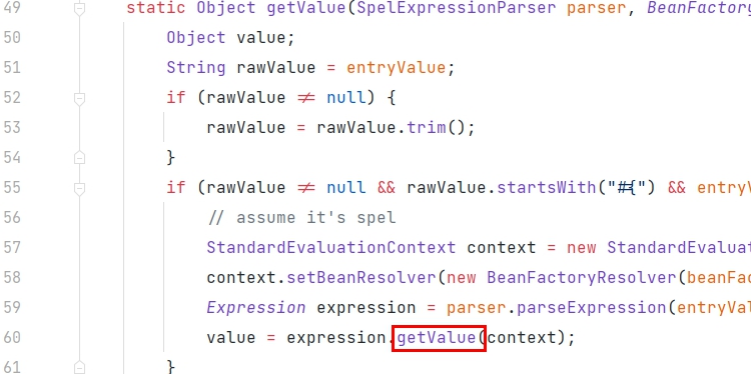 49 static Object getValue(SpelExpressionParser parser, BeanFactory
50 Object value;
51 String rawValue = entryValue;
52 if (rawValue ≠ null) {
53 rawValue = rawValue.trim();
54 }
55 if (rawValue ≠ null && rawValue.startsWith("#{") && entryV
56 // assume it's spel
57 StandardEvaluationContext context = new StandardEvaluat
58 context.setBeanResolver(new BeanFactoryResolver(beanFac
59 Expression expression = parser.parseExpression(entryVal
60 value = expression.getValue(context);
61 }